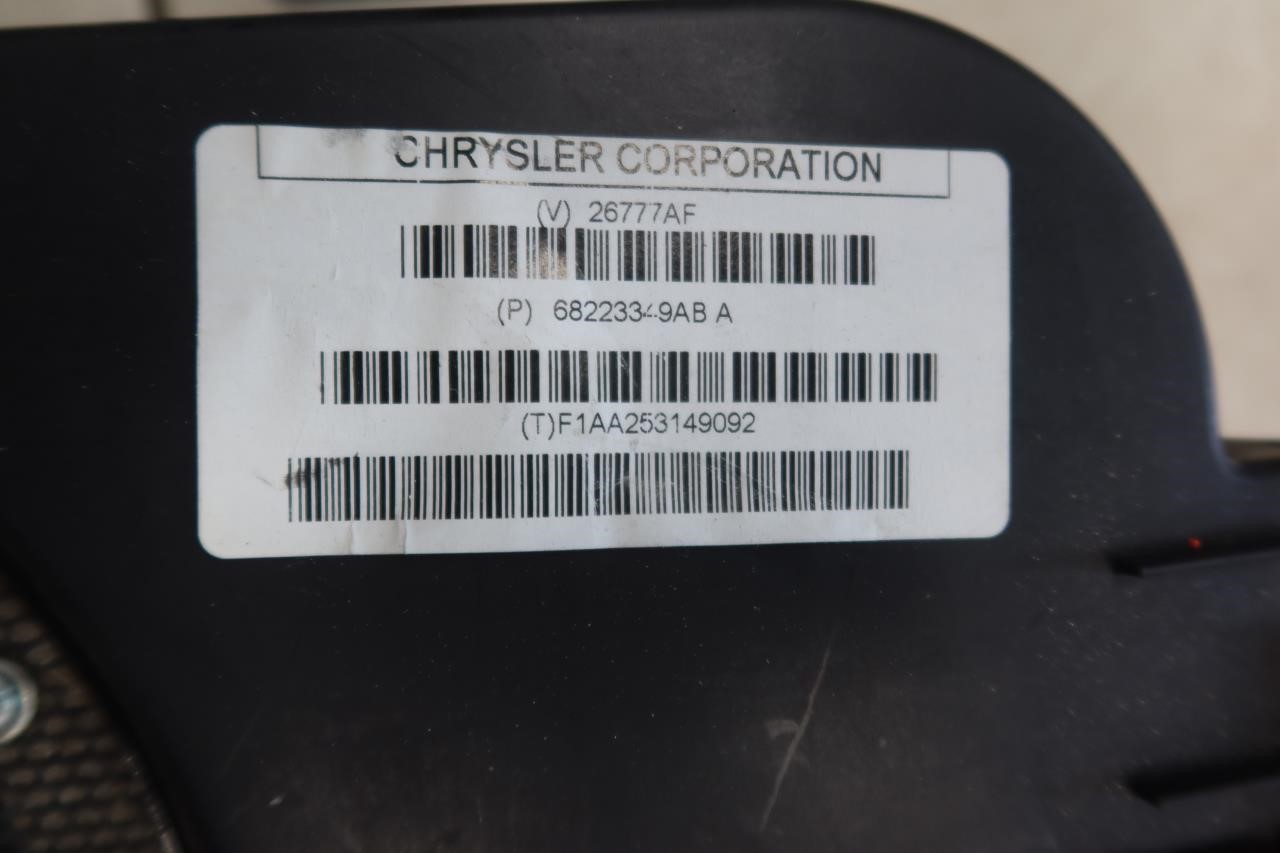 CHRYSLER CORPORATION
(V) 26777AF
(P) 68223349AB A
(T)F1AA253149092